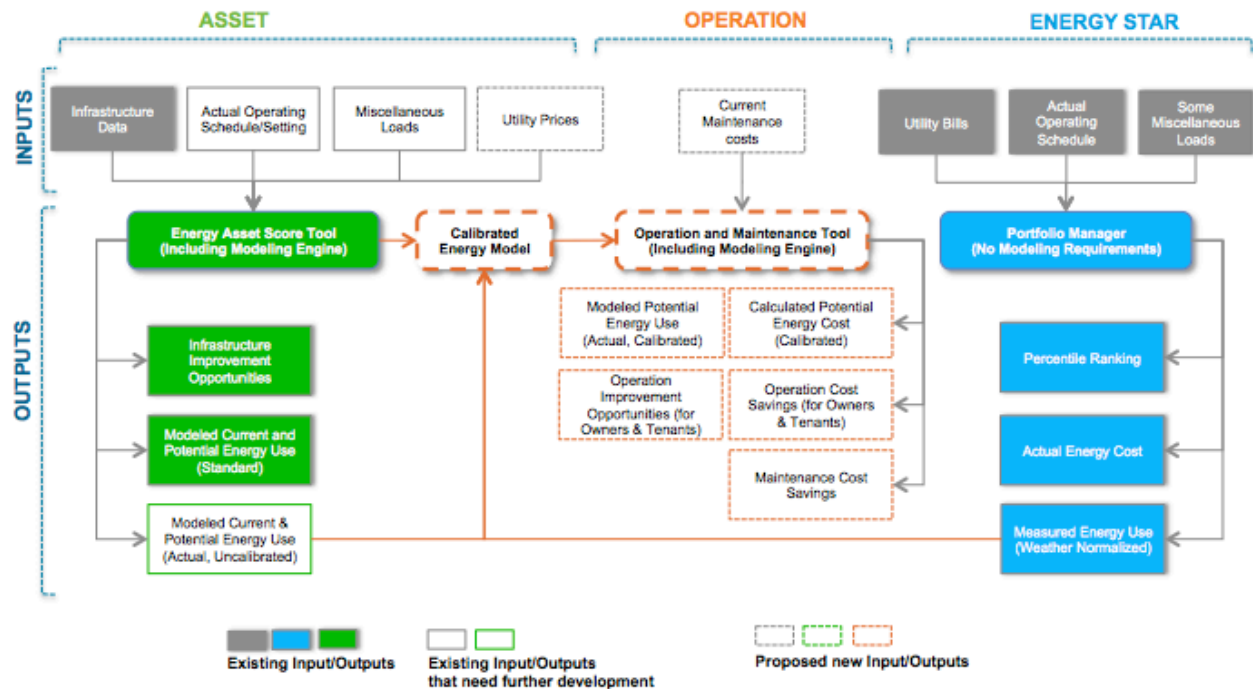 ASSET
OPERATION
ENERGY STAR
INPUTS
Infrastructure
Data
Actual Operating
Schedule/Setting
Miscellaneous
Loads
Utility Prices
Current
Maintenance
costs
Utility Bills
Actual
Operating
Schedule
Some
Miscellaneous
Loads
OUTPUTS
Energy Asset Score Tool
(Including Modeling Engine)
Calibrated
Energy Model
Operation and Maintenance Tool
(Including Modeling Engine)
Portfolio Manager
(No Modeling Requirements)
Infrastructure
Improvement
Opportunities
Modeled Current and
Potential Energy Use
(Standard)
Modeled Current &
Potential Energy Use
(Actual, Uncalibrated)
Modeled Potential
Energy Use
(Actual, Calibrated)
Calculated Potential
Energy Cost
(Calibrated)
Operation
Improvement
Opportunities (for
Owners & Tenants)
Operation Cost
Savings (for Owners
& Tenants)
Maintenance Cost
Savings
Percentile Ranking
Actual Energy Cost
Measured Energy Use
(Weather Normalized)
Existing Input/Outputs
Existing Input/Outputs
that need further development
Proposed new Input/Outputs